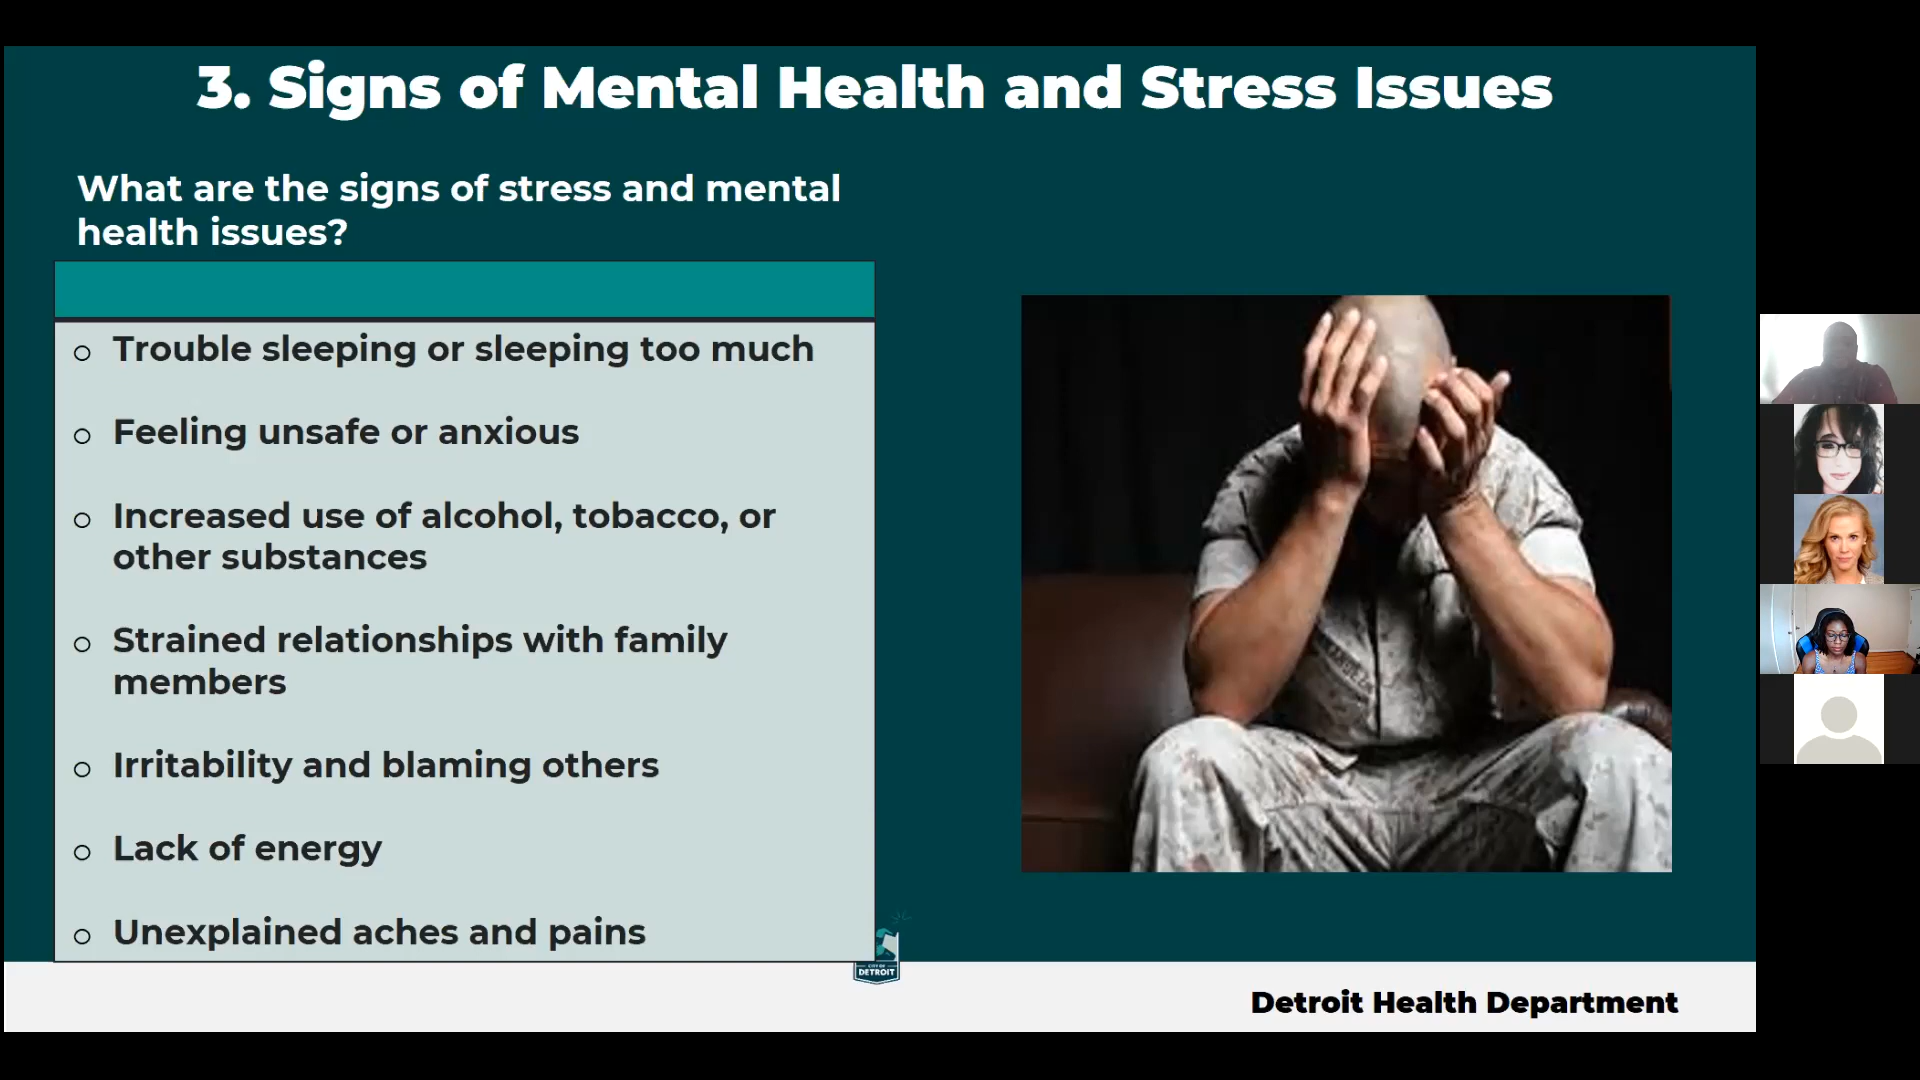 3. Signs of Mental Health and Stress Issues
What are the signs of stress and mental
health issues?
o Trouble sleeping or sleeping too much
o Feeling unsafe or anxious
o Increased use of alcohol, tobacco, or
other substances
o Strained relationships with family
members
o Irritability and blaming others
o Lack of energy
o Unexplained aches and pains
CITY OF
DETROIT
Detroit Health Department